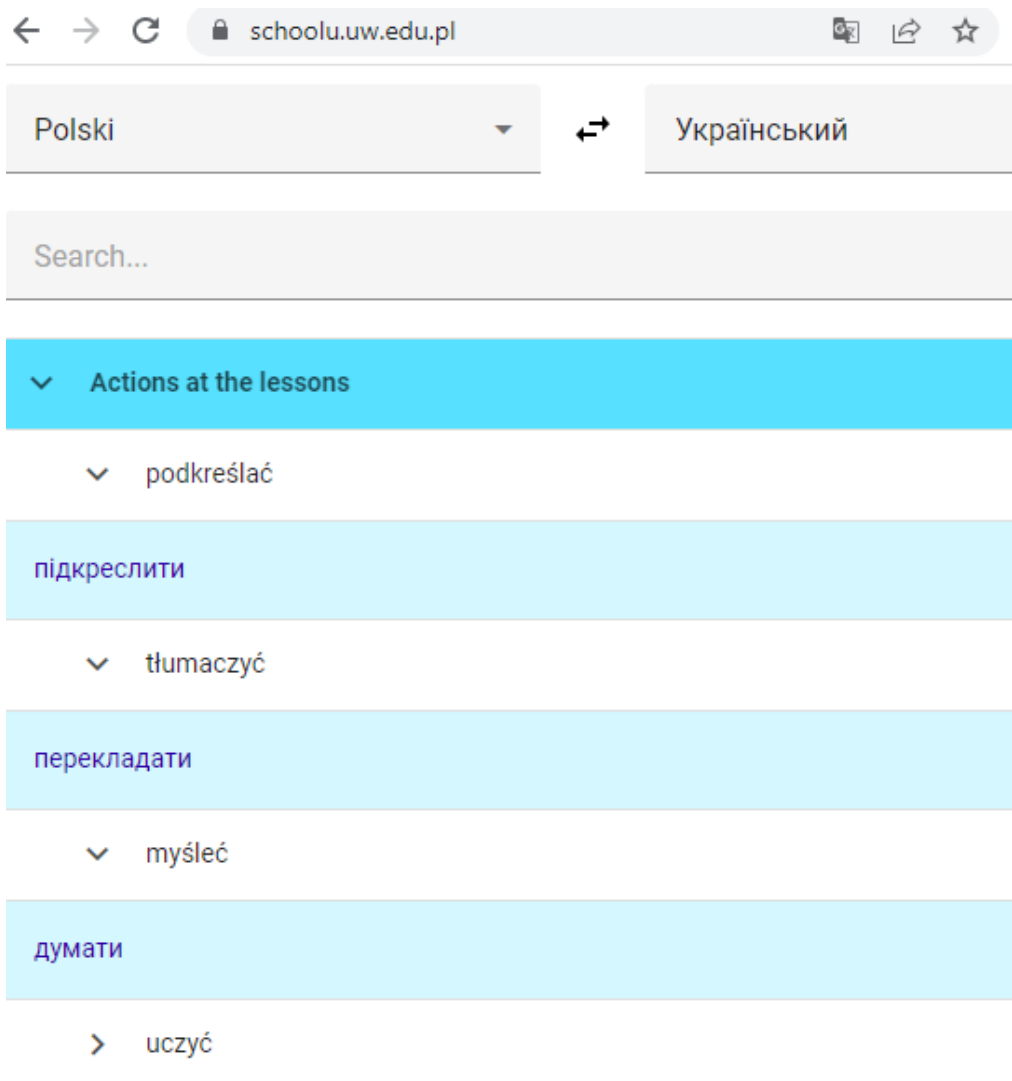 schoolu.uw.edu.pl
Polski Український
Search...
Actions at the lessons
podkreślać
підкреслити
tłumaczyć
перекладати
myśleć
думати
uczyć